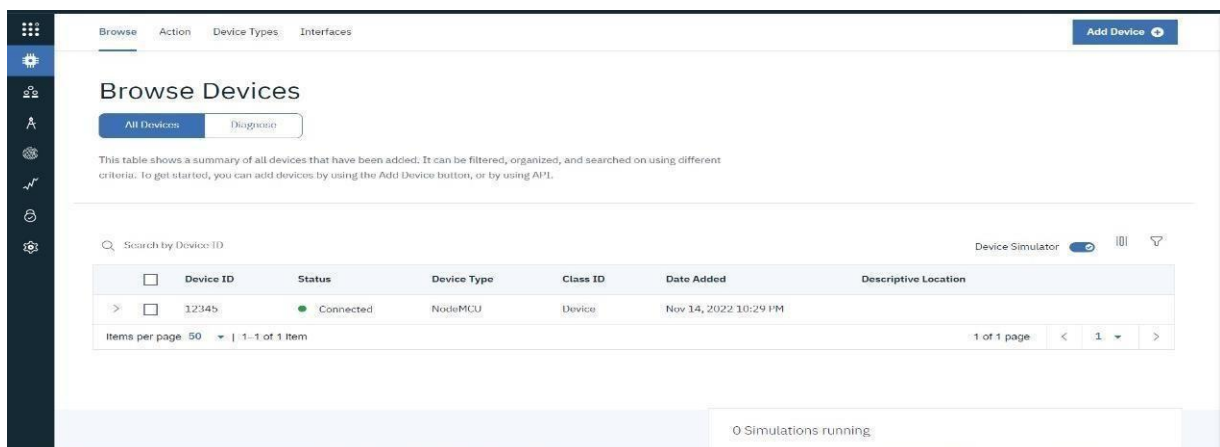 Browse Action Device Types Interfaces Add Device
Browse Devices
All Devices Diagnose
This table shows a summary of all devices that have been added. It can be filtered, organized, and searched on using different
criteria. To get started, you can add devices by using the Add Device button, or by using API.
Search by Device ID Device Simulator
Device ID Status Device Type Class ID Date Added Descriptive Location
12345 Connected NodeMCU Device Nov 14, 2022 10:29 PM
Items per page 50 | 1–1 of 1 item 1 of 1 page 1
0 Simulations running